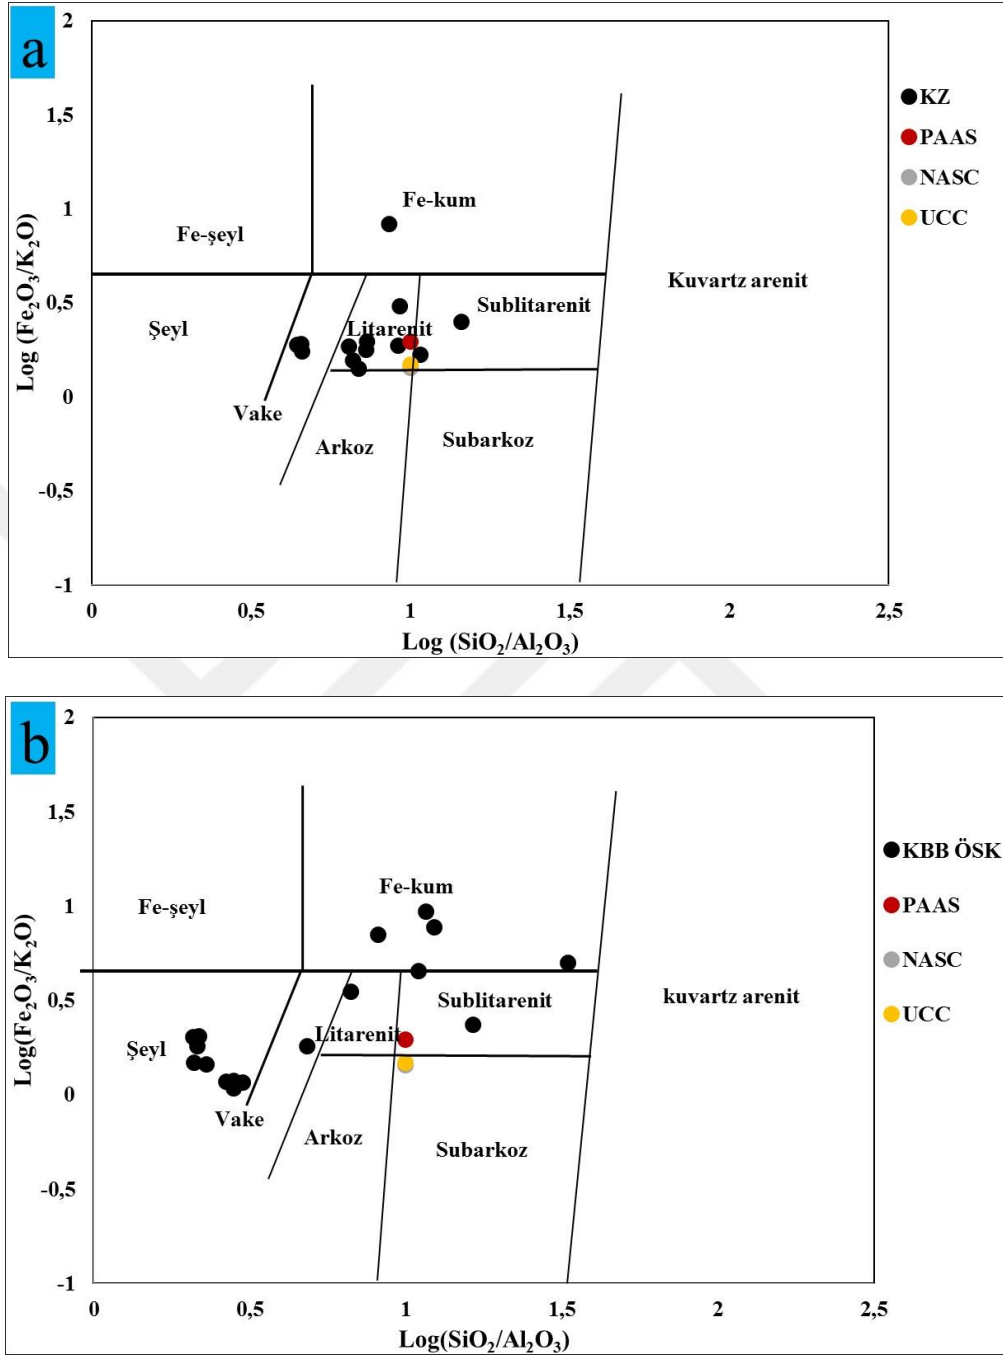 a
2
1,5
1
0,5
0
-0,5
-1
Log (Fe₂O₃/K₂O)
Fe-şeyl
Fe-kum
Kuvartz arenit
Şeyl
Litarenit
Sublitarenit
Vake
Arkoz
Subarkoz
0
0,5
1
1,5
2
2,5
Log (SiO₂/Al₂O₃)
KZ
PAAS
NASC
UCC
b
2
1,5
1
0,5
0
-0,5
-1
Log(Fe₂O₃/K₂O)
Fe-şeyl
Fe-kum
kuvartz arenit
Şeyl
Litarenit
Sublitarenit
Vake
Arkoz
Subarkoz
0
0,5
1
1,5
2
2,5
Log(SiO₂/Al₂O₃)
KBB ÖSK
PAAS
NASC
UCC